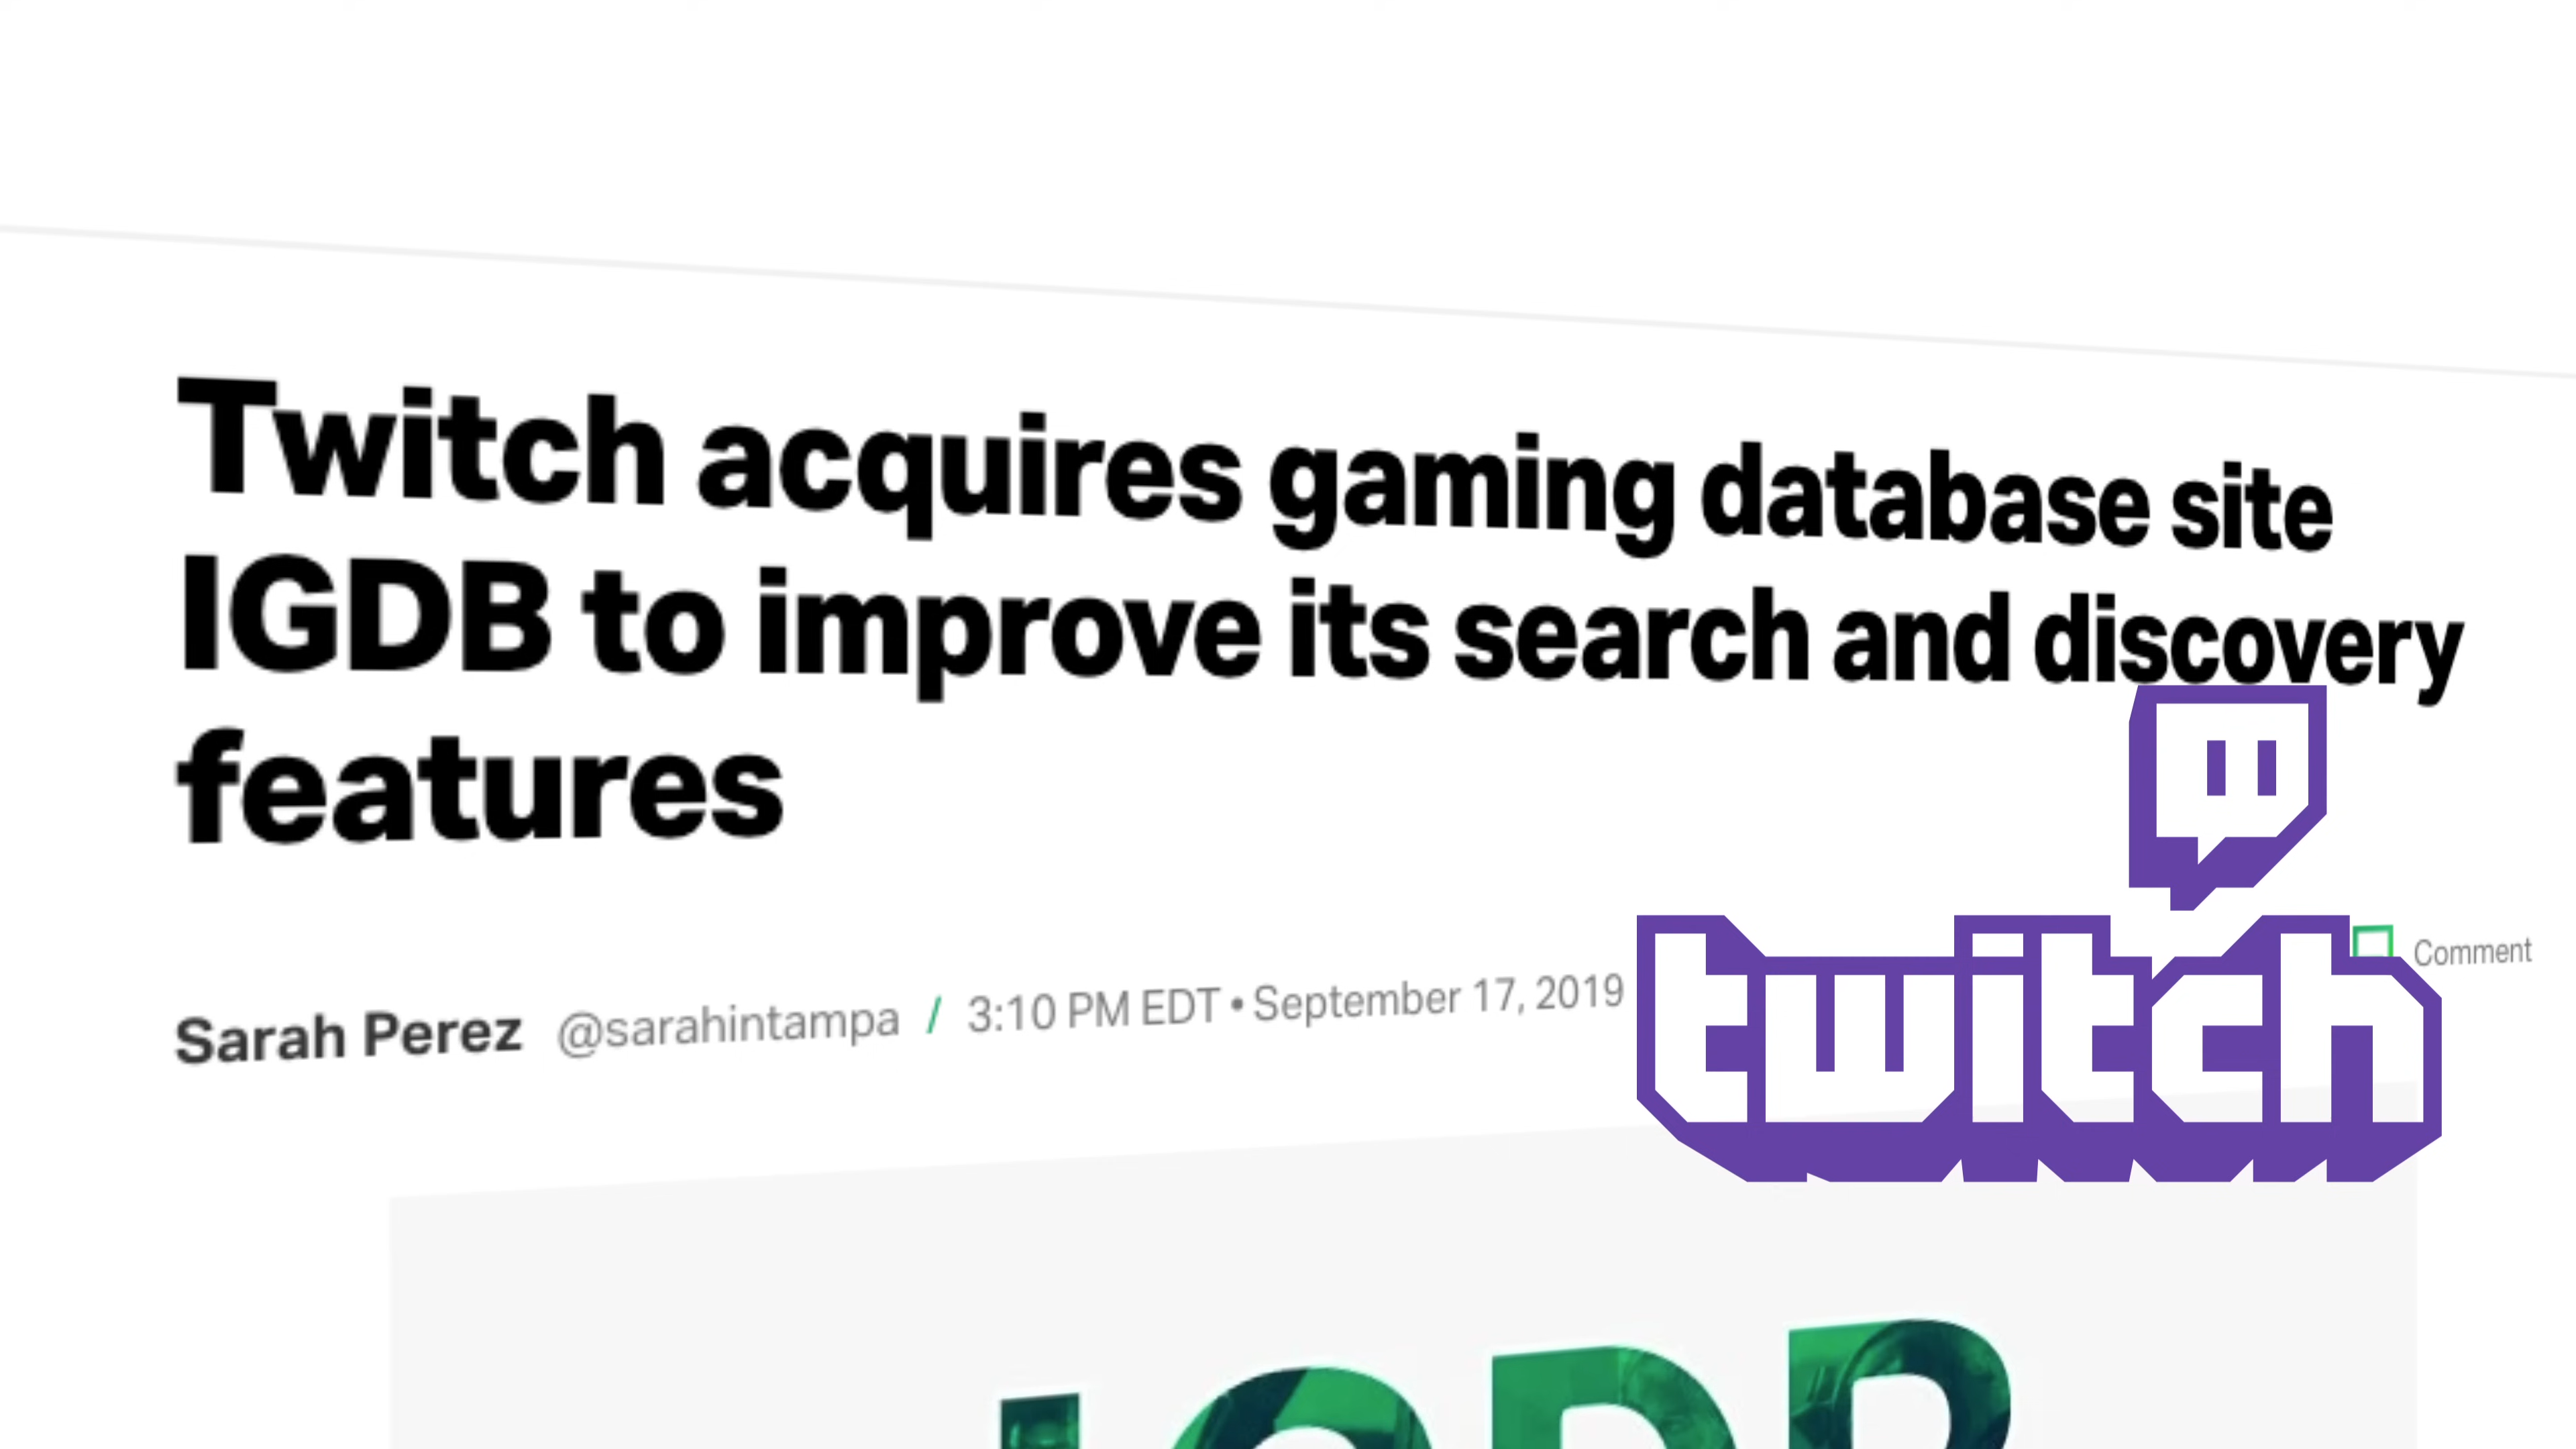 Twitch acquires gaming database site
IGDB to improve its search and discovery
features
Sarah Perez @sarahintampa / 3:10 PM EDT • September 17, 2019
Comment
twitch
IGDB